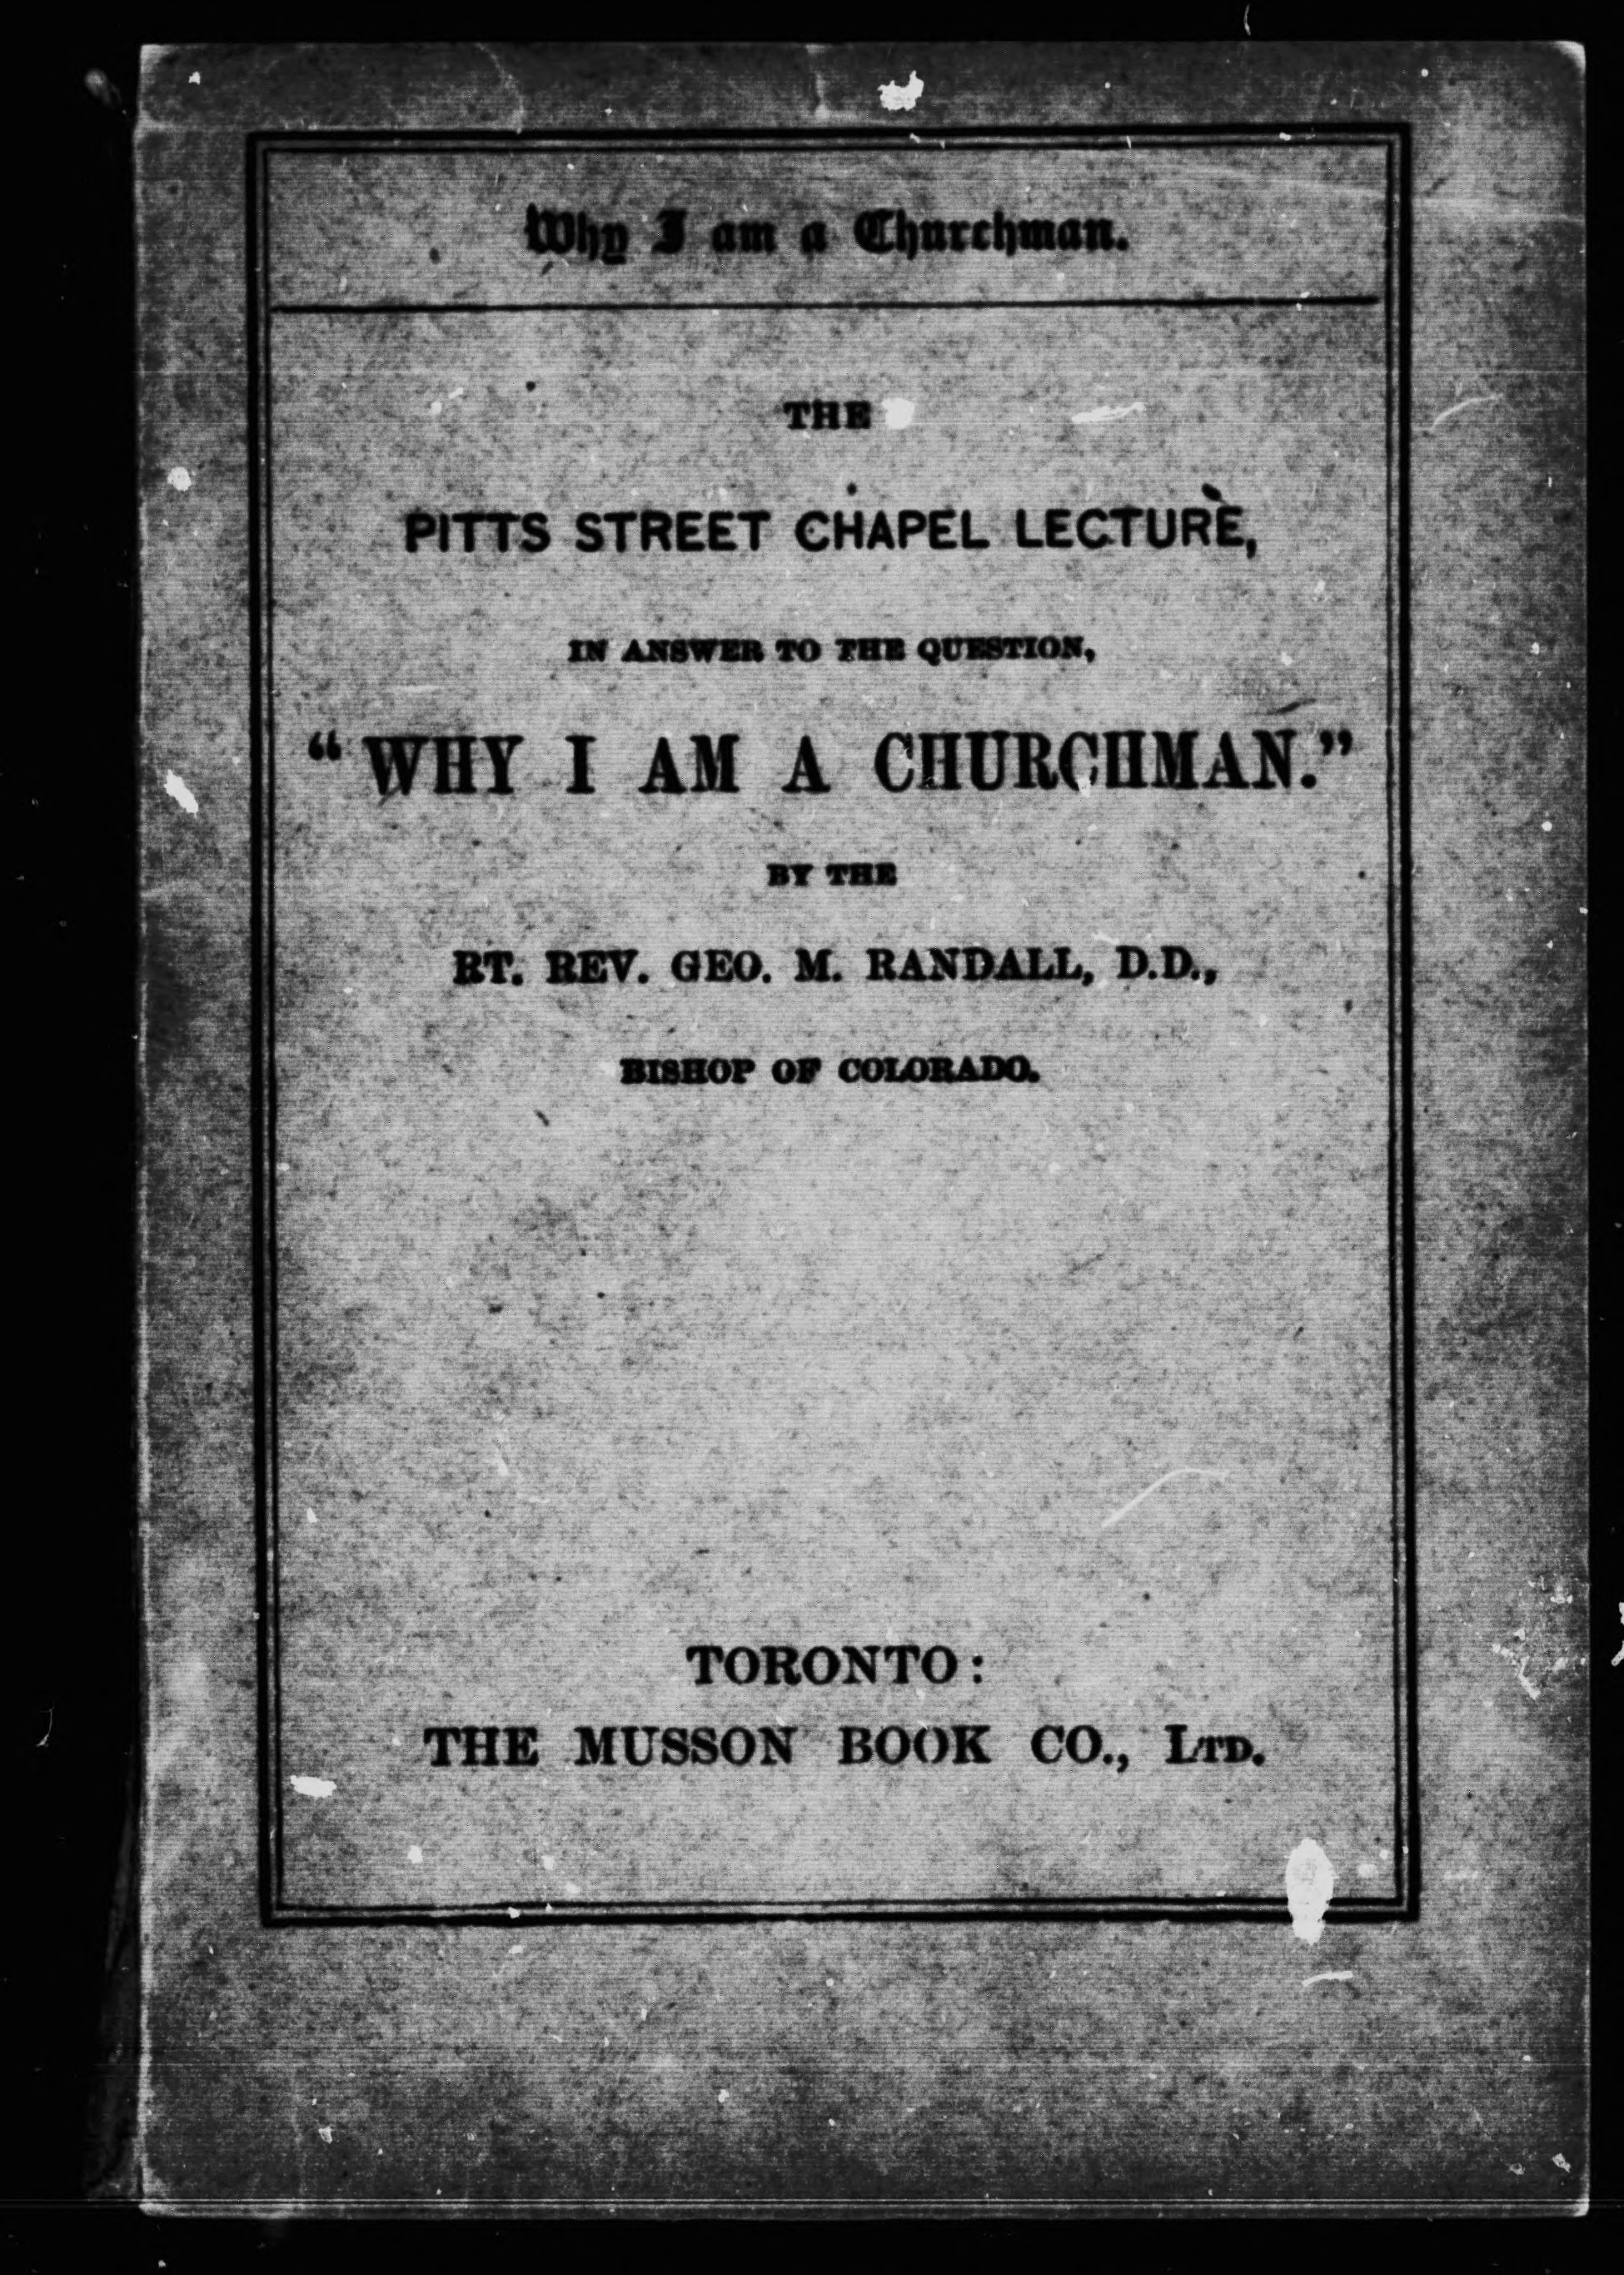 Why I am a Churchman.
THE
PITTS STREET CHAPEL LECTURE,
IN ANSWER TO THE QUESTION,
“WHY I AM A CHURCHMAN.”
BY THE
RT. REV. GEO. M. RANDALL, D.D.,
BISHOP OF COLORADO.
TORONTO:
THE MUSSON BOOK CO., LTD.